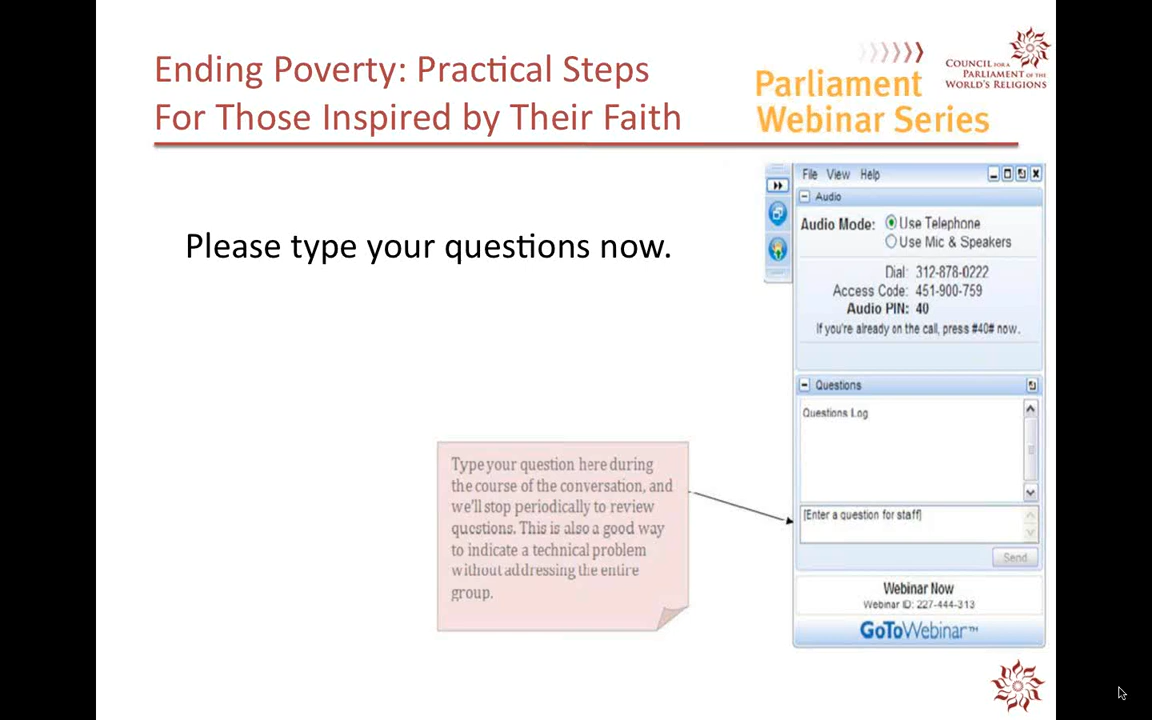 Ending Poverty: Practical Steps
For Those Inspired by Their Faith
Parliament
Webinar Series
COUNCIL FOR A
PARLIAMENT OF THE
WORLD'S RELIGIONS
Please type your questions now.
File View Help
Audio
Audio Mode: Use Telephone
Use Mic & Speakers
Dial: 312-878-0222
Access Code: 451-900-759
Audio PIN: 40
If you're already on the call, press #40# now.
Questions
Questions Log
[Enter a question for staff]
Send
Webinar Now
Webinar ID: 227-444-313
GoToWebinar™
Type your question here during
the course of the conversation, and
we'll stop periodically to review
questions. This is also a good way
to indicate a technical problem
without addressing the entire
group.